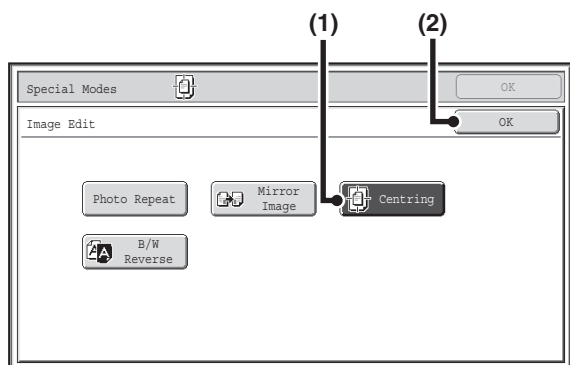 (1) (2)
Special Modes OK
Image Edit OK
Photo Repeat Mirror Image Centring
B/W Reverse